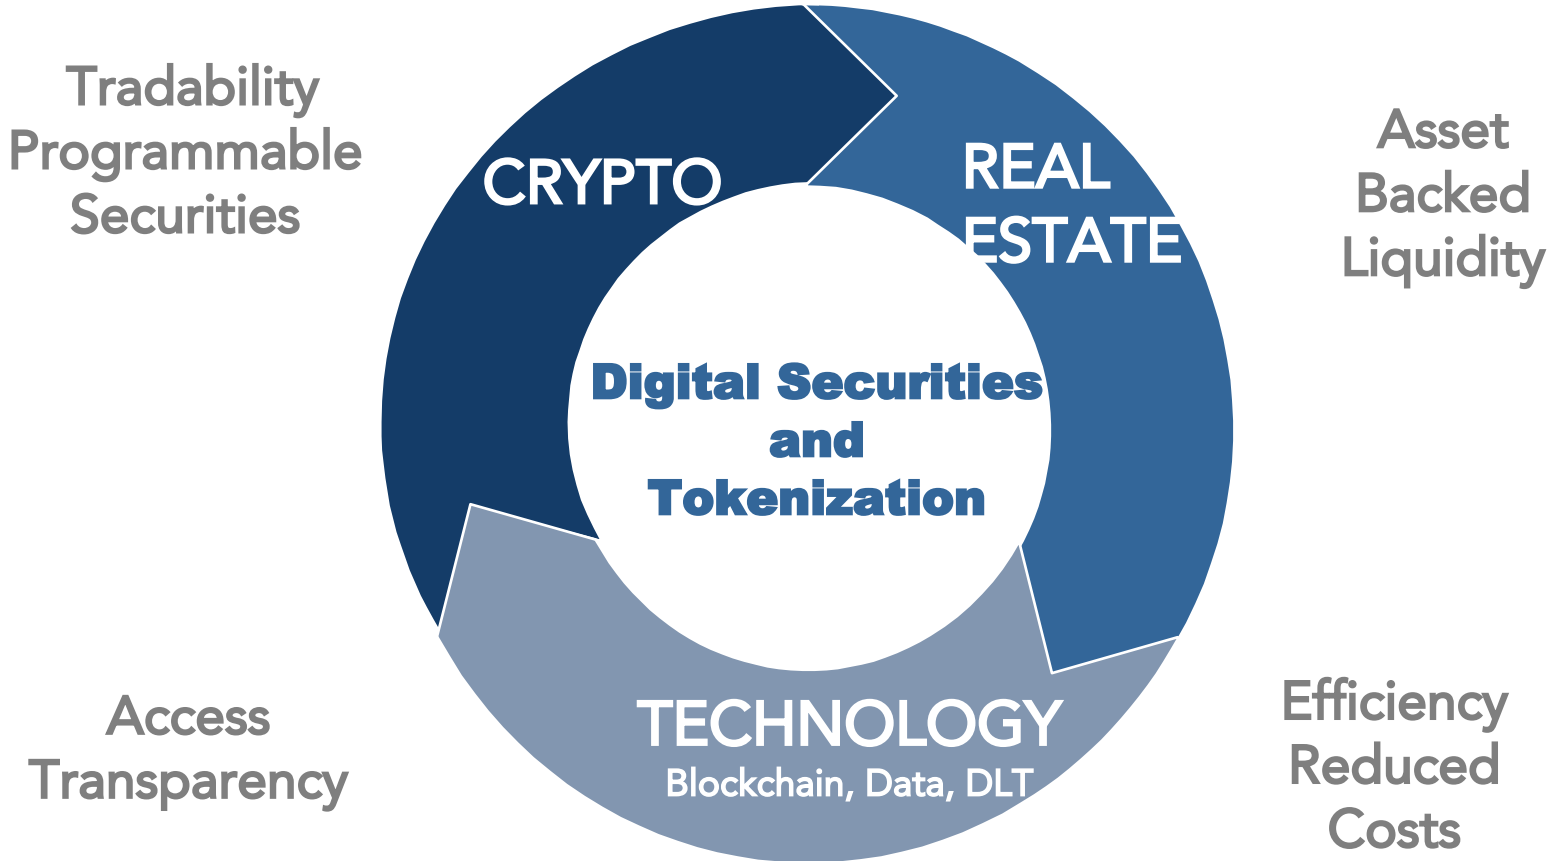 Tradability
Programmable
Securities
CRYPTO
REAL
ESTATE
Asset
Backed
Liquidity
Digital Securities
and
Tokenization
Access
Transparency
TECHNOLOGY
Blockchain, Data, DLT
Efficiency
Reduced
Costs